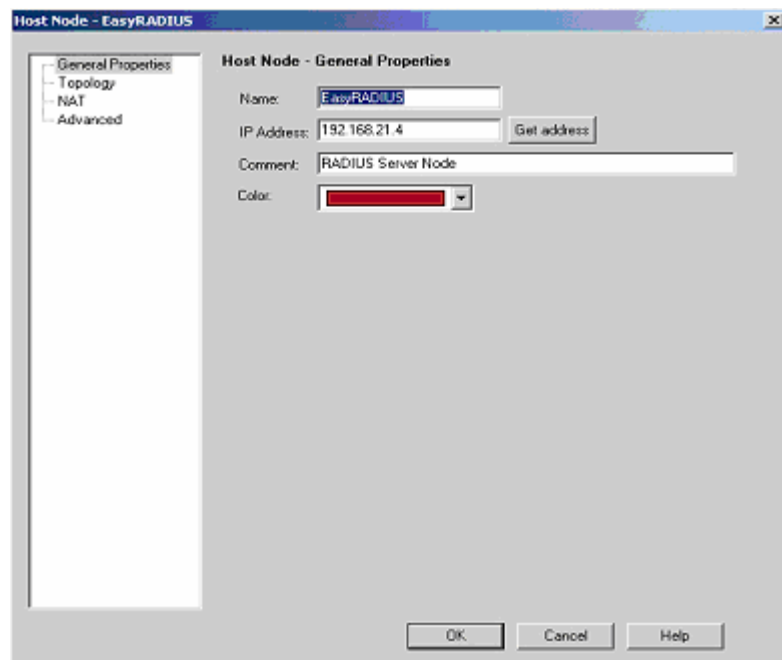 Host Node - EasyRADIUS
General Properties
Topology
NAT
Advanced
Host Node - General Properties
Name: EasyRADIUS
IP Address: 192.168.21.4 Get address
Comment: RADIUS Server Node
Color:
OK Cancel Help